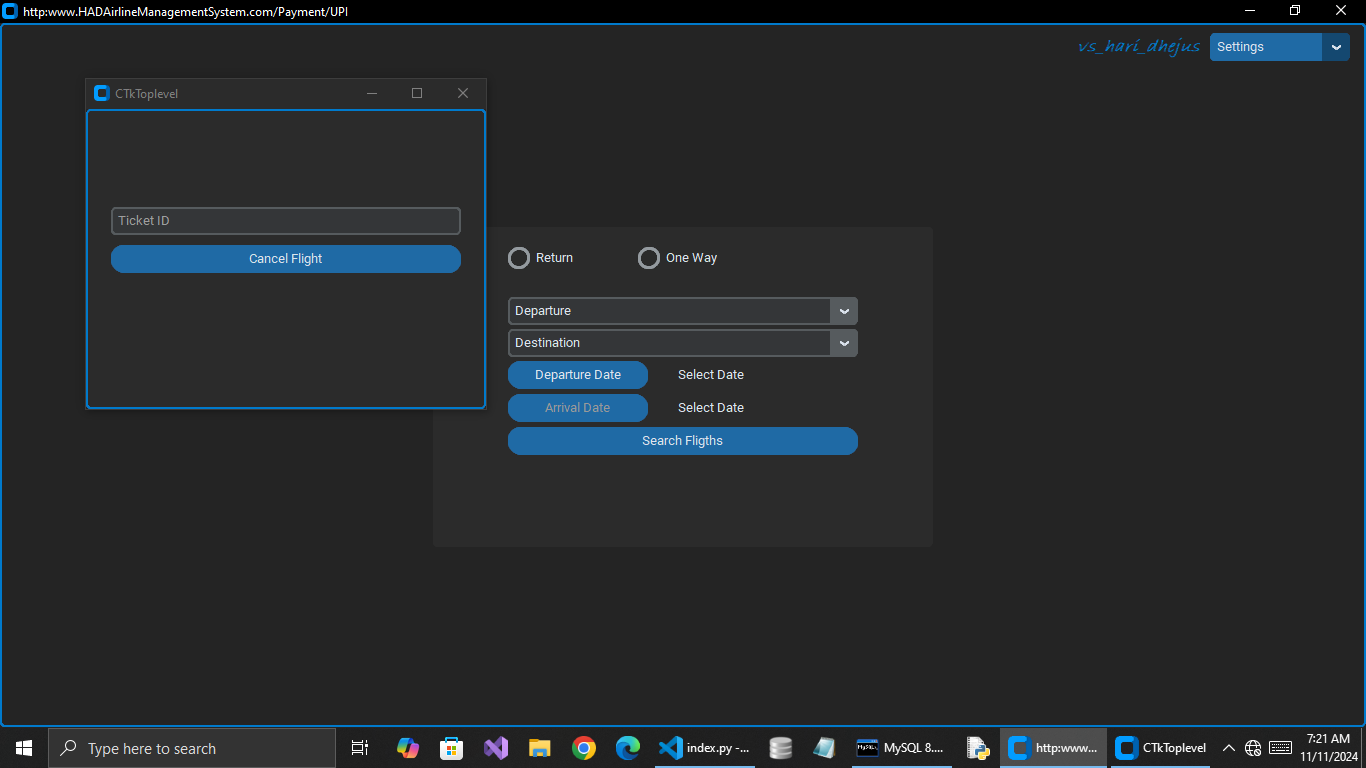 http:www.HADAirlineManagementSystem.com/Payment/UPI
vs_hari_dhejus
Settings
CTkToplevel
Ticket ID
Cancel Flight
Return
One Way
Departure
Destination
Departure Date
Select Date
Arrival Date
Select Date
Search Fligths
Type here to search
index.py -...
MySQL 8....
http:www...
CTkToplevel
7:21 AM
11/11/2024